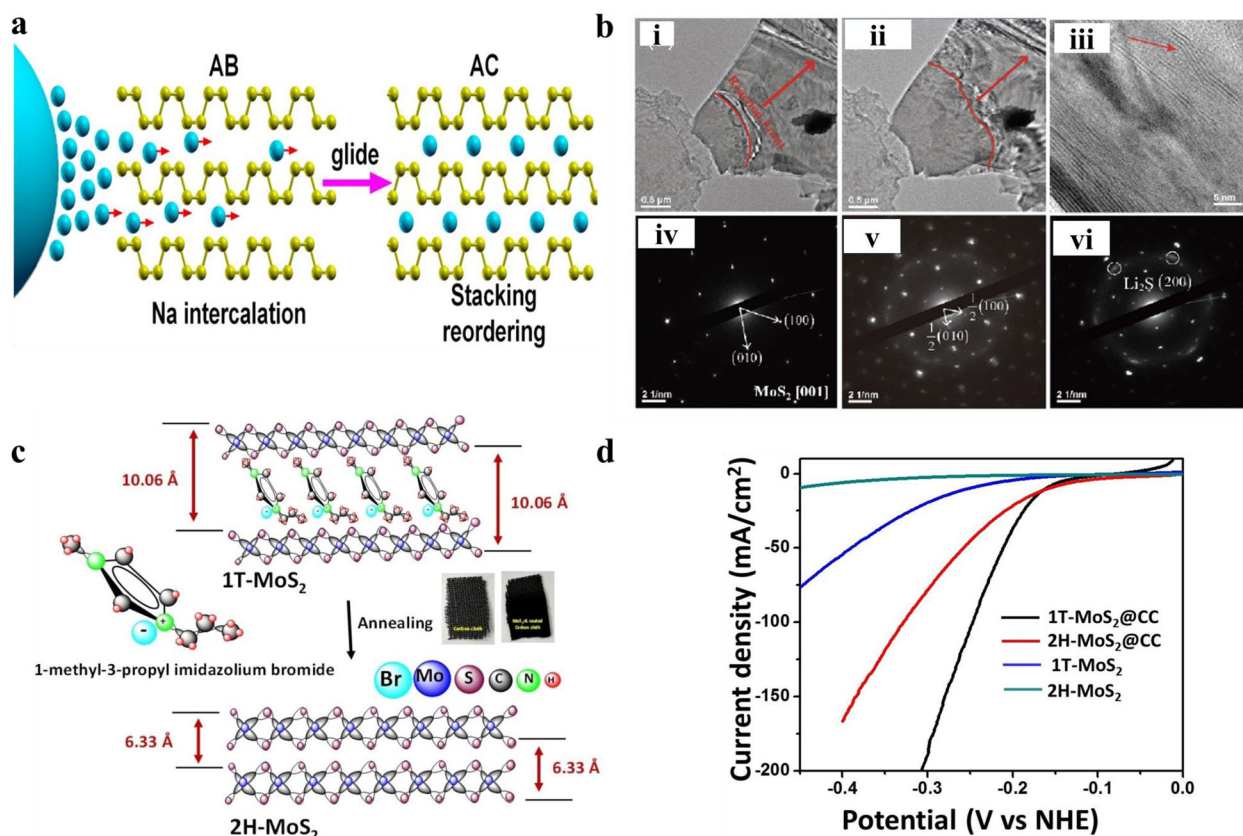 a
AB
AC
glide
Na intercalation
Stacking
reordering
b
i
Reaction Front
0.5 μm
ii
0.5 μm
iii
5 nm
iv
(100)
(010)
MoS₂ [001]
2 1/nm
v
½(100)
½(010)
2 1/nm
vi
Li₂S (200)
2 1/nm
c
10.06 Å
10.06 Å
1T-MoS₂
Annealing
Carbon cloth
Carbon cloth
-
+
1-methyl-3-propyl imidazolium bromide
Br Mo S C N H
6.33 Å
6.33 Å
2H-MoS₂
d
Current density (mA/cm²)
0
-50
-100
-150
-200
1T-MoS₂@CC
2H-MoS₂@CC
1T-MoS₂
2H-MoS₂
-0.4 -0.3 -0.2 -0.1 0.0
Potential (V vs NHE)